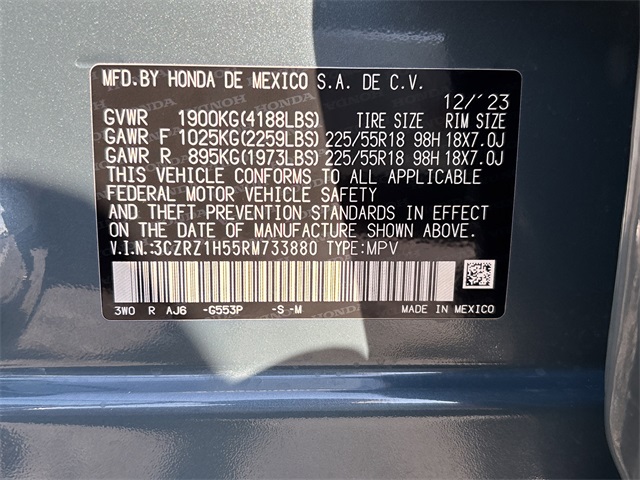 MFD. BY HONDA DE MEXICO S.A. DE C.V.
12/'23
GVWR 1900KG(4188LBS) TIRE SIZE RIM SIZE
GAWR F 1025KG(2259LBS) 225/55R18 98H 18X7.0J
GAWR R 895KG(1973LBS) 225/55R18 98H 18X7.0J
THIS VEHICLE CONFORMS TO ALL APPLICABLE
FEDERAL MOTOR VEHICLE SAFETY
AND THEFT PREVENTION STANDARDS IN EFFECT
ON THE DATE OF MANUFACTURE SHOWN ABOVE.
V.I.N.:3CZRZ1H55RM733880 TYPE:MPV
3W0 R AJ6 -G553P -S-M MADE IN MEXICO